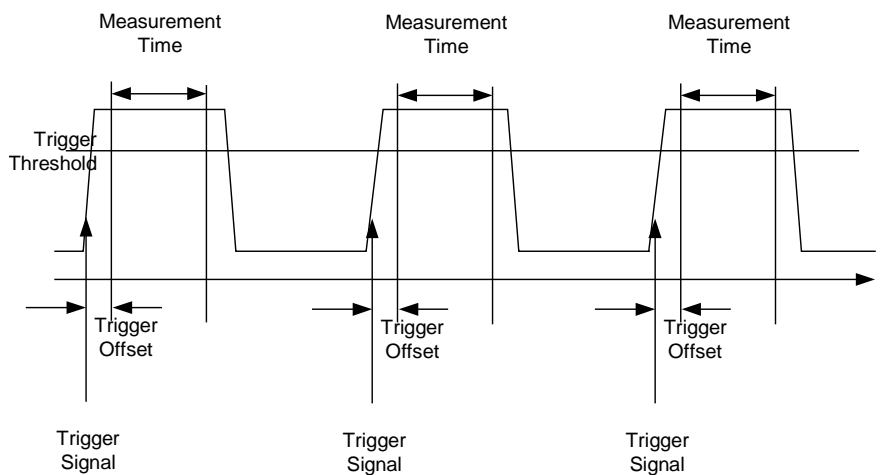 Measurement
Time
Measurement
Time
Measurement
Time
Trigger
Threshold
Trigger
Offset
Trigger
Offset
Trigger
Offset
Trigger
Signal
Trigger
Signal
Trigger
Signal